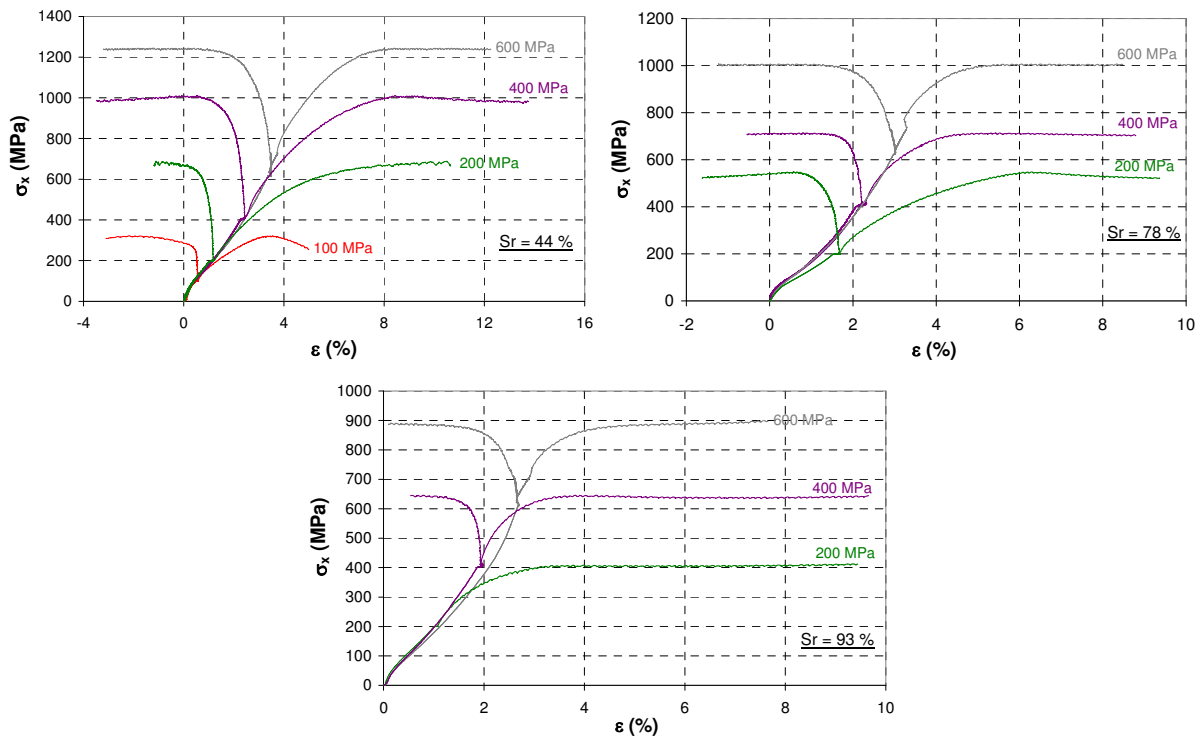 1400
1200
1000
800
600
400
200
0
-4
0
4
8
12
16
σx (MPa)
ε (%)
600 MPa
400 MPa
200 MPa
100 MPa
Sr = 44 %
1200
1000
800
600
400
200
0
-2
0
2
4
6
8
10
σx (MPa)
ε (%)
600 MPa
400 MPa
200 MPa
Sr = 78 %
1000
900
800
700
600
500
400
300
200
100
0
0
2
4
6
8
10
σx (MPa)
ε (%)
600 MPa
400 MPa
200 MPa
Sr = 93 %